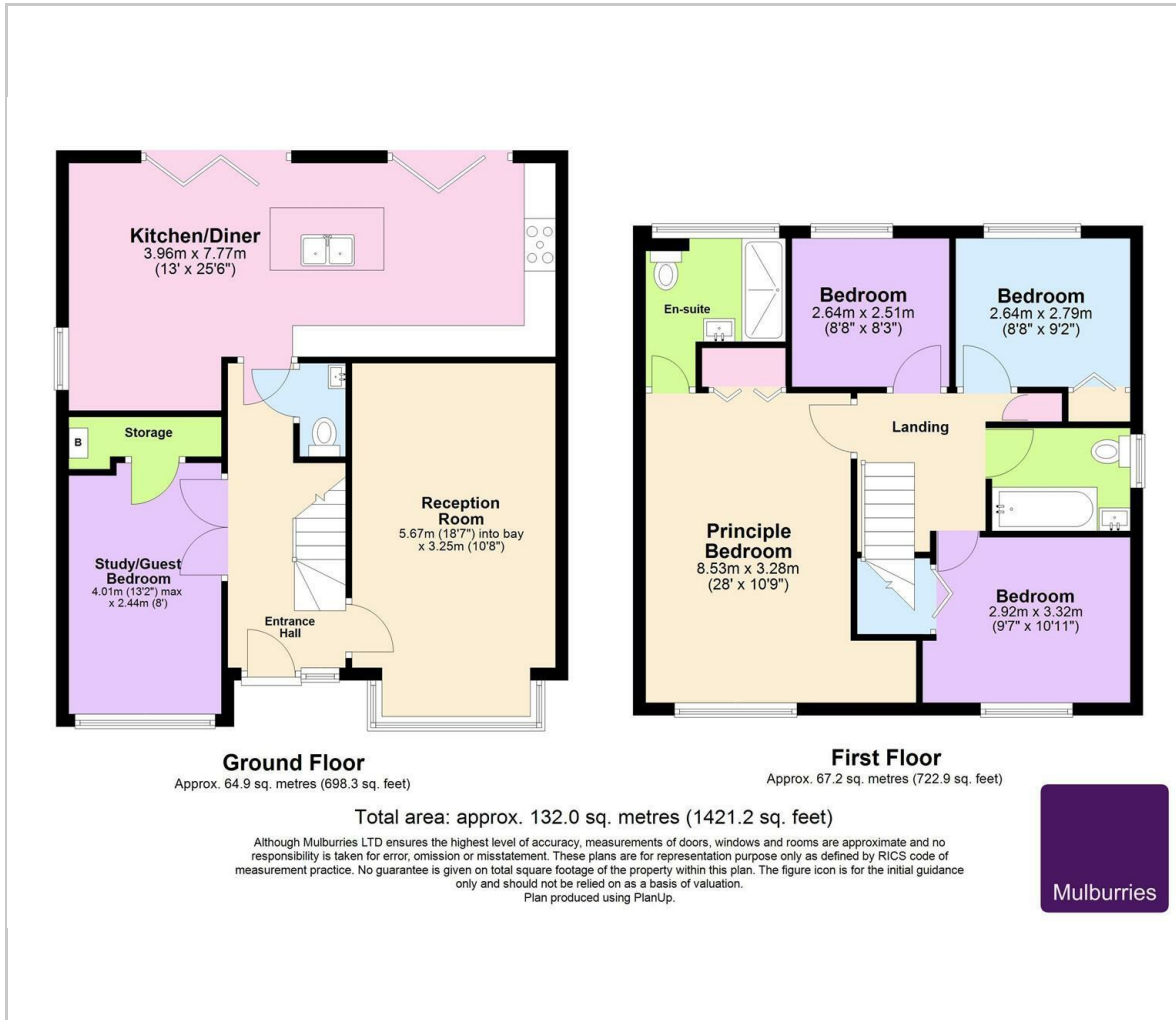 Kitchen/Diner
3.96m x 7.77m
(13' x 25'6")
Storage
B
Study/Guest
Bedroom
4.01m (13'2") max
x 2.44m (8')
Entrance
Hall
Reception
Room
5.67m (18'7") into bay
x 3.25m (10'8")
Ground Floor
Approx. 64.9 sq. metres (698.3 sq. feet)
En-suite
Bedroom
2.64m x 2.51m
(8'8" x 8'3")
Bedroom
2.64m x 2.79m
(8'8" x 9'2")
Landing
Principle
Bedroom
8.53m x 3.28m
(28' x 10'9")
Bedroom
2.92m x 3.32m
(9'7" x 10'11")
First Floor
Approx. 67.2 sq. metres (722.9 sq. feet)
Total area: approx. 132.0 sq. metres (1421.2 sq. feet)
Although Mulburries LTD ensures the highest level of accuracy, measurements of doors, windows and rooms are approximate and no
responsibility is taken for error, omission or misstatement. These plans are for representation purpose only as defined by RICS code of
measurement practice. No guarantee is given on total square footage of the property within this plan. The figure icon is for the initial guidance
only and should not be relied on as a basis of valuation.
Plan produced using PlanUp.
Mulburries